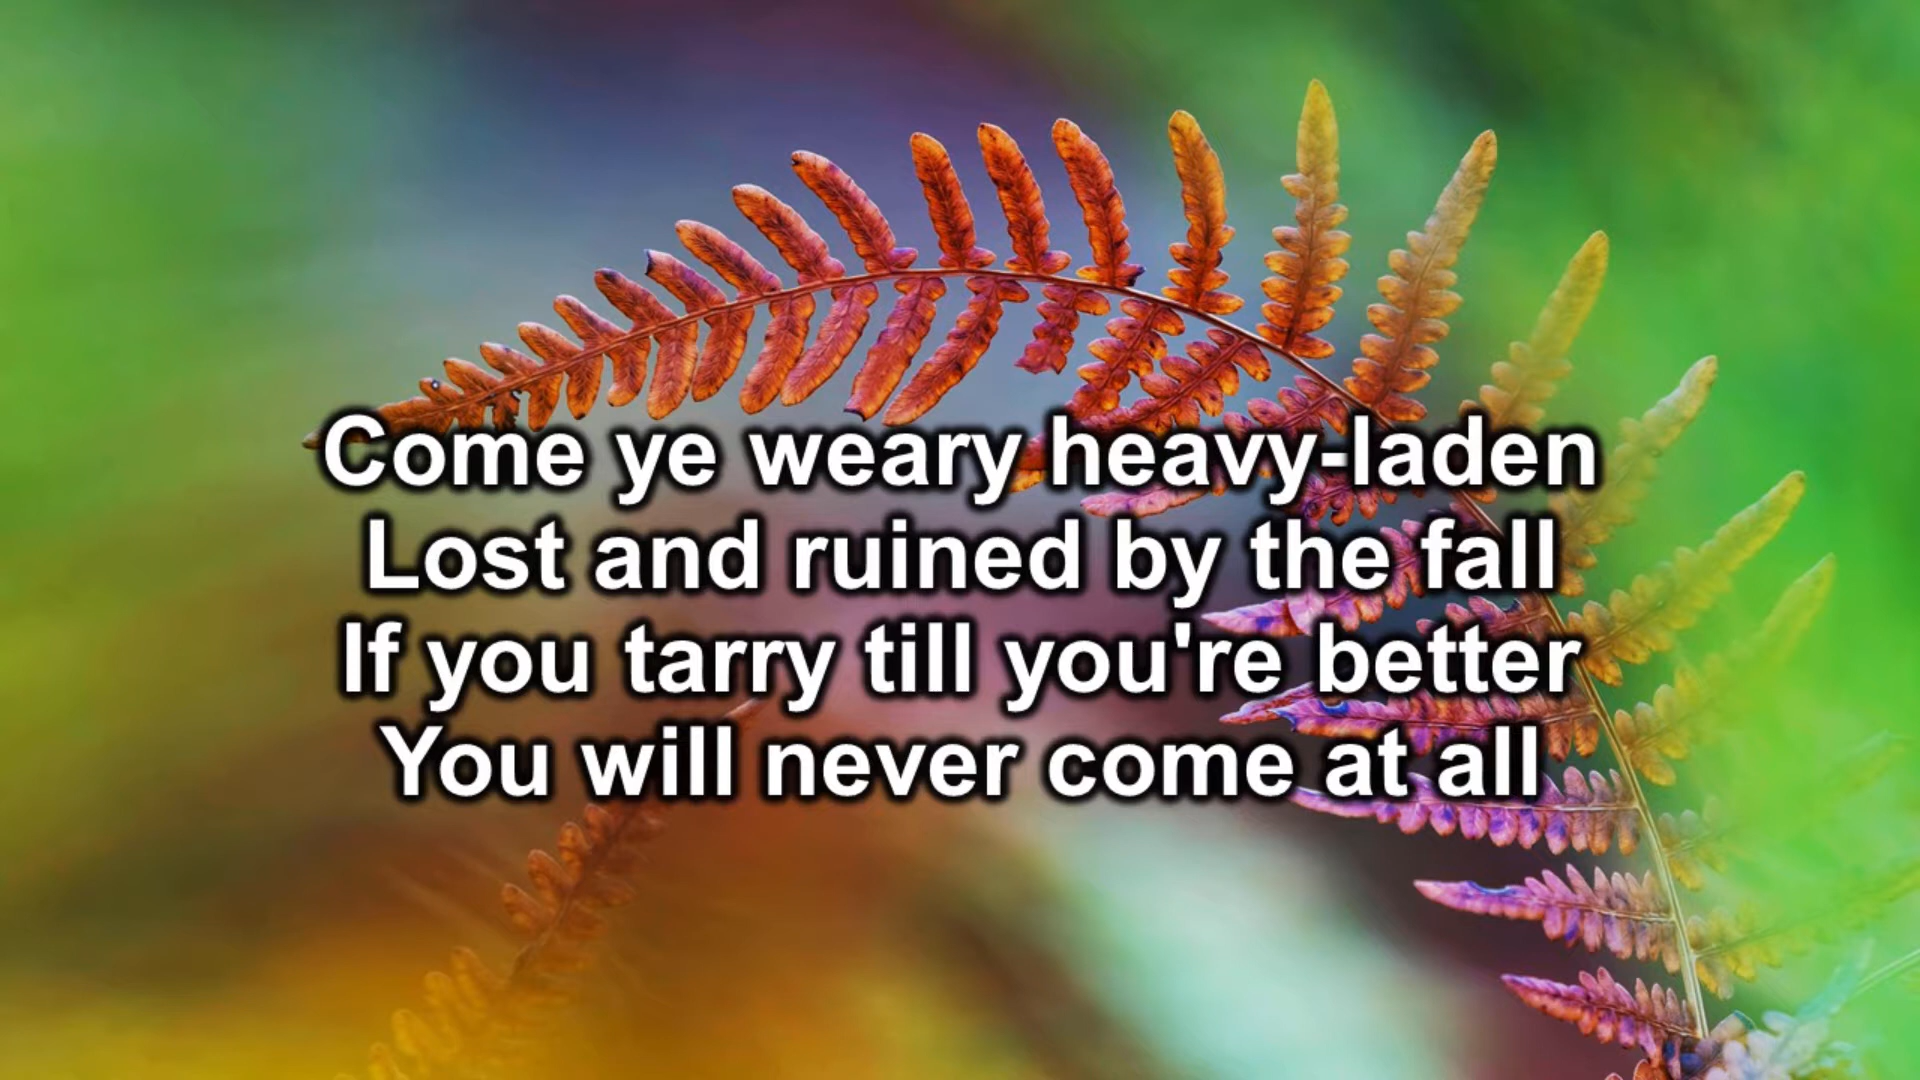 Come ye weary heavy-laden
Lost and ruined by the fall
If you tarry till you're better
You will never come at all